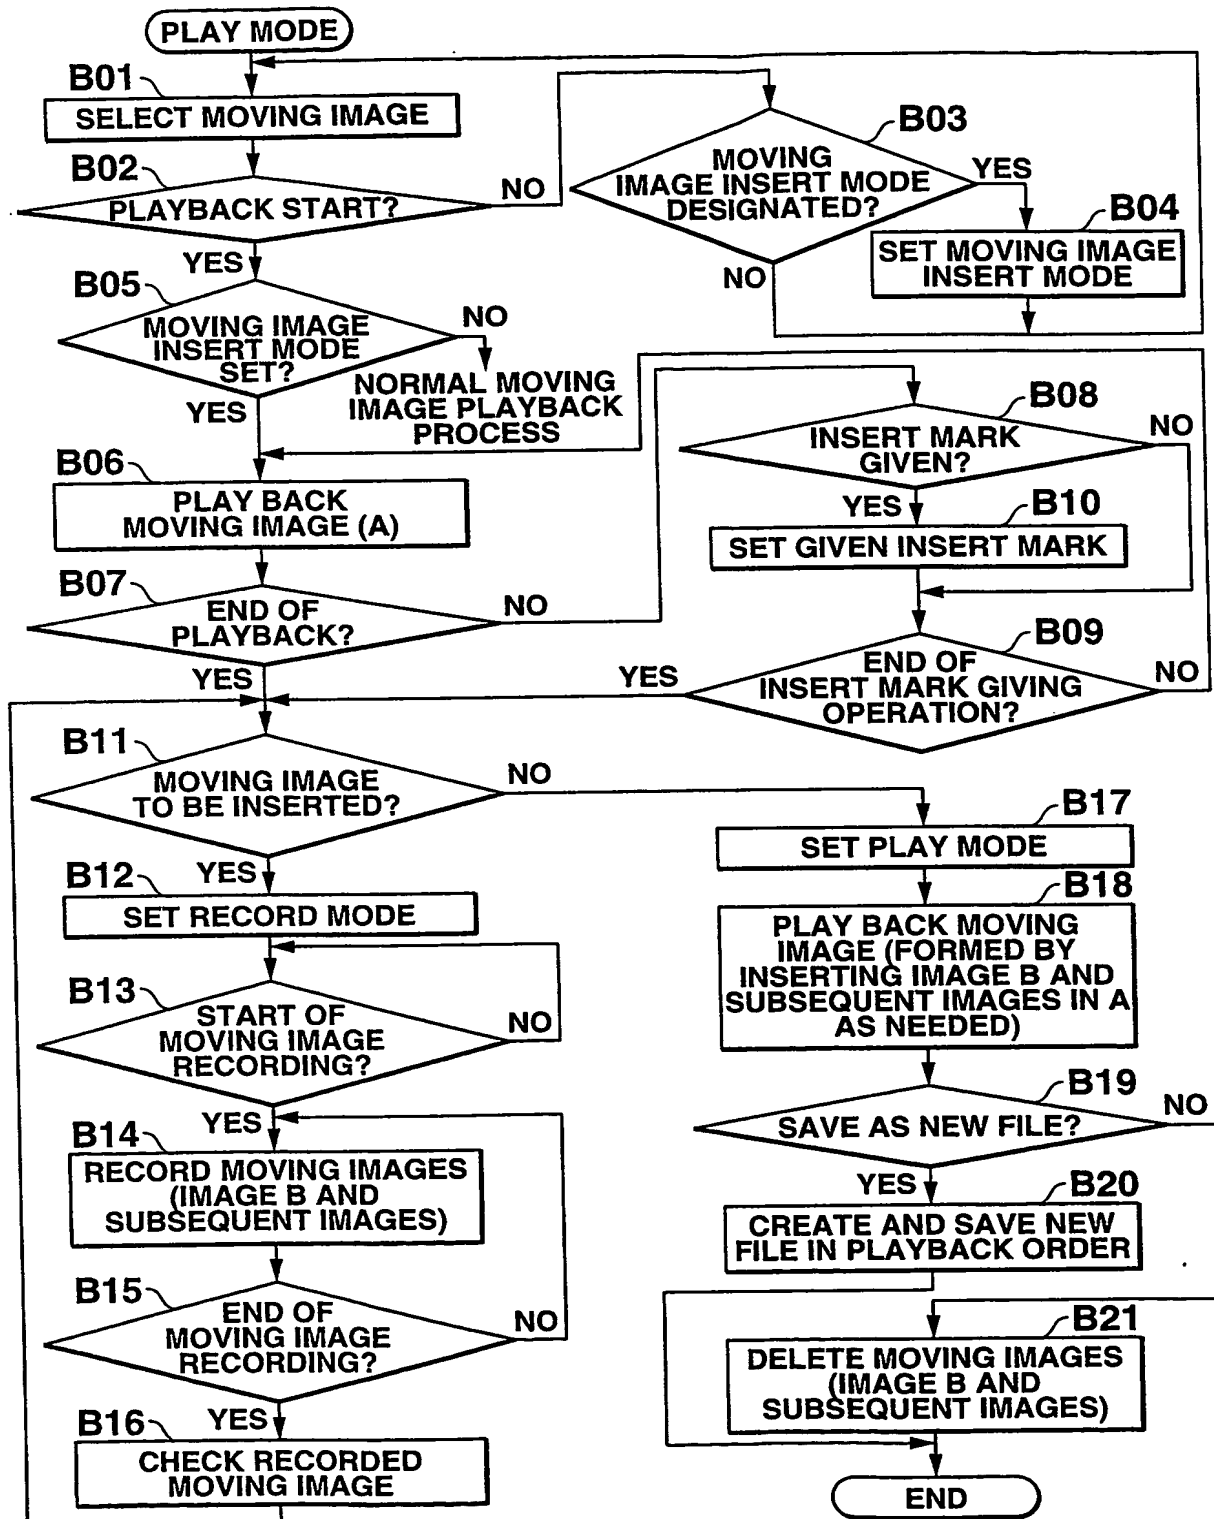 PLAY MODE
B01
SELECT MOVING IMAGE
B02
PLAYBACK START?
NO
YES
B03
MOVING
IMAGE INSERT MODE
DESIGNATED?
YES
NO
B04
SET MOVING IMAGE
INSERT MODE
B05
MOVING IMAGE
INSERT MODE
SET?
NO
YES
NORMAL MOVING
IMAGE PLAYBACK
PROCESS
B06
PLAY BACK
MOVING IMAGE (A)
B07
END OF
PLAYBACK?
NO
YES
B08
INSERT MARK
GIVEN?
NO
YES
B10
SET GIVEN INSERT MARK
B09
END OF
INSERT MARK GIVING
OPERATION?
YES
NO
B11
MOVING IMAGE
TO BE INSERTED?
NO
YES
B12
SET RECORD MODE
B13
START OF
MOVING IMAGE
RECORDING?
NO
YES
B14
RECORD MOVING IMAGES
(IMAGE B AND
SUBSEQUENT IMAGES)
B15
END OF
MOVING IMAGE
RECORDING?
NO
YES
B16
CHECK RECORDED
MOVING IMAGE
B17
SET PLAY MODE
B18
PLAY BACK MOVING
IMAGE (FORMED BY
INSERTING IMAGE B AND
SUBSEQUENT IMAGES IN A
AS NEEDED)
B19
SAVE AS NEW FILE?
NO
YES
B20
CREATE AND SAVE NEW
FILE IN PLAYBACK ORDER
B21
DELETE MOVING IMAGES
(IMAGE B AND
SUBSEQUENT IMAGES)
END